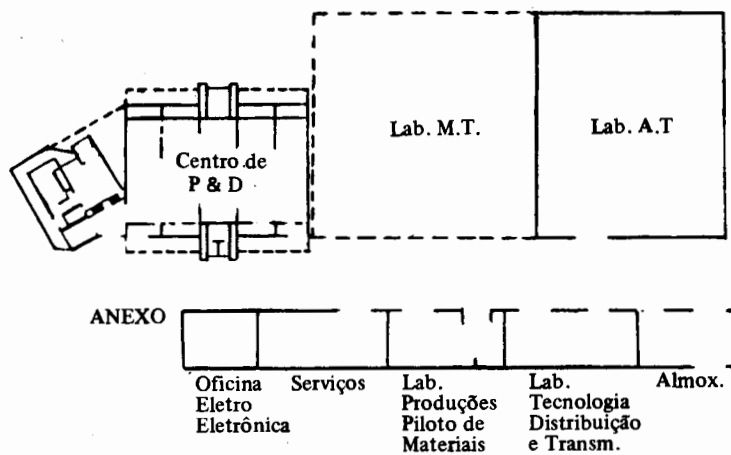 Lab. M.T.
Lab. A.T
Centro de
P & D
ANEXO
Oficina
Eletro
Eletrônica
Serviços
Lab.
Produções
Piloto de
Materiais
Lab.
Tecnologia
Distribuição
e Transm.
Almox.